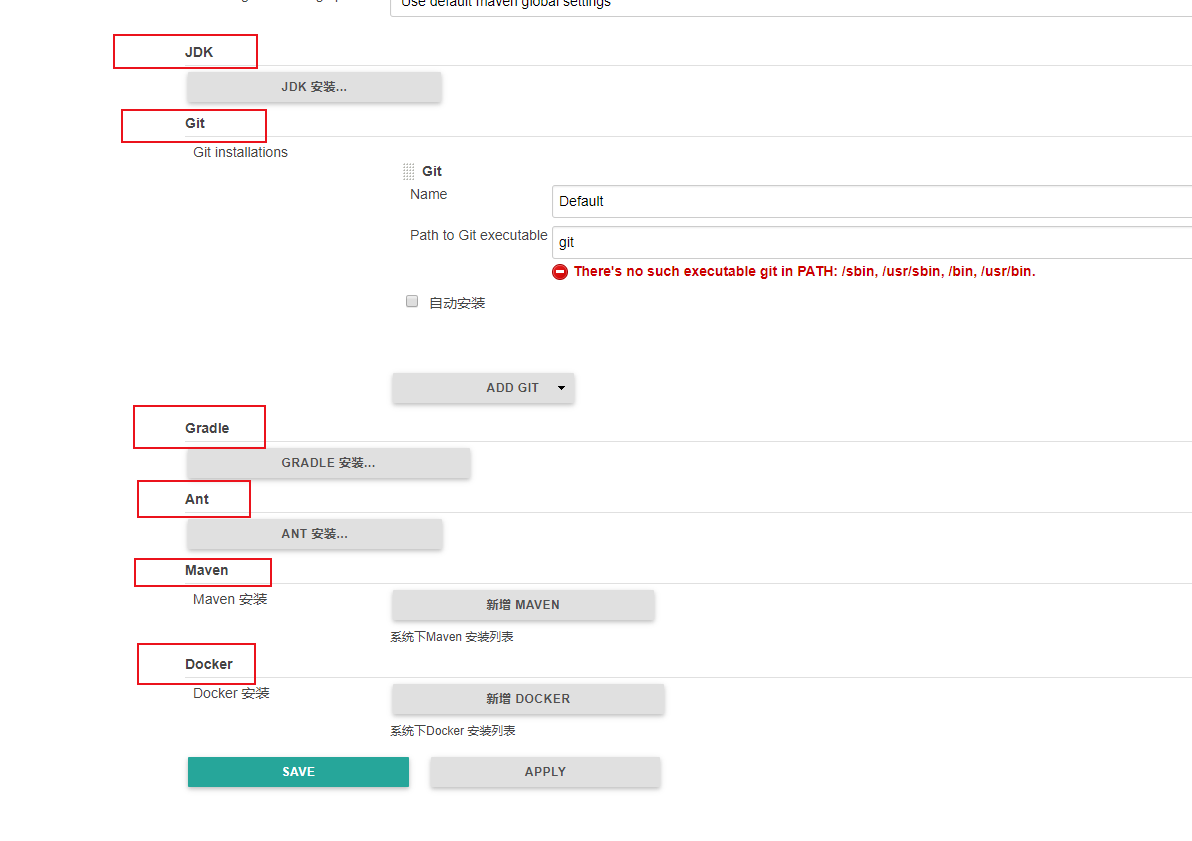 Use default maven global settings
JDK
JDK 安装...
Git
Git installations
Git
Name
Default
Path to Git executable
git
There's no such executable git in PATH: /sbin, /usr/sbin, /bin, /usr/bin.
自动安装
ADD GIT
Gradle
GRADLE 安装...
Ant
ANT 安装...
Maven
Maven 安装
新增 MAVEN
系统下Maven 安装列表
Docker
Docker 安装
新增 DOCKER
系统下Docker 安装列表
SAVE
APPLY